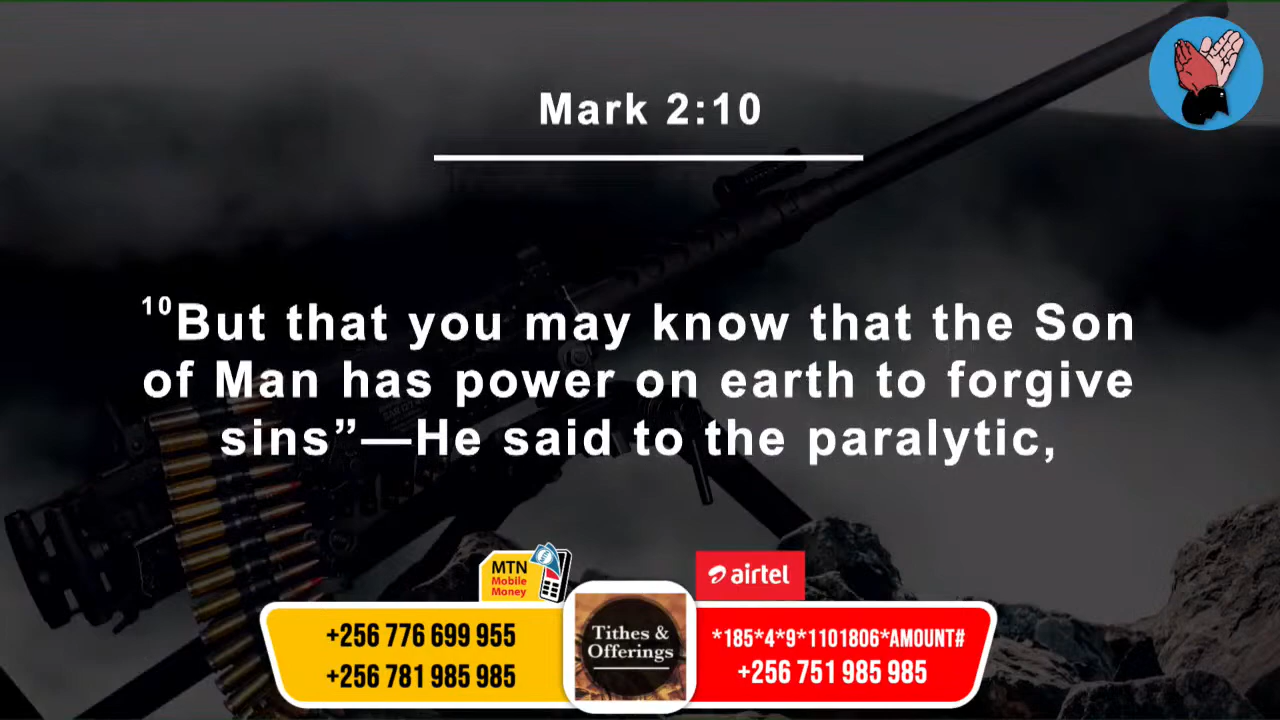 Mark 2:10
10But that you may know that the Son
of Man has power on earth to forgive
sins”—He said to the paralytic,
MTN
Mobile
Money
airtel
+256 776 699 955
+256 781 985 985
Tithes &
Offerings
*185*4*9*1101806*AMOUNT#
+256 751 985 985